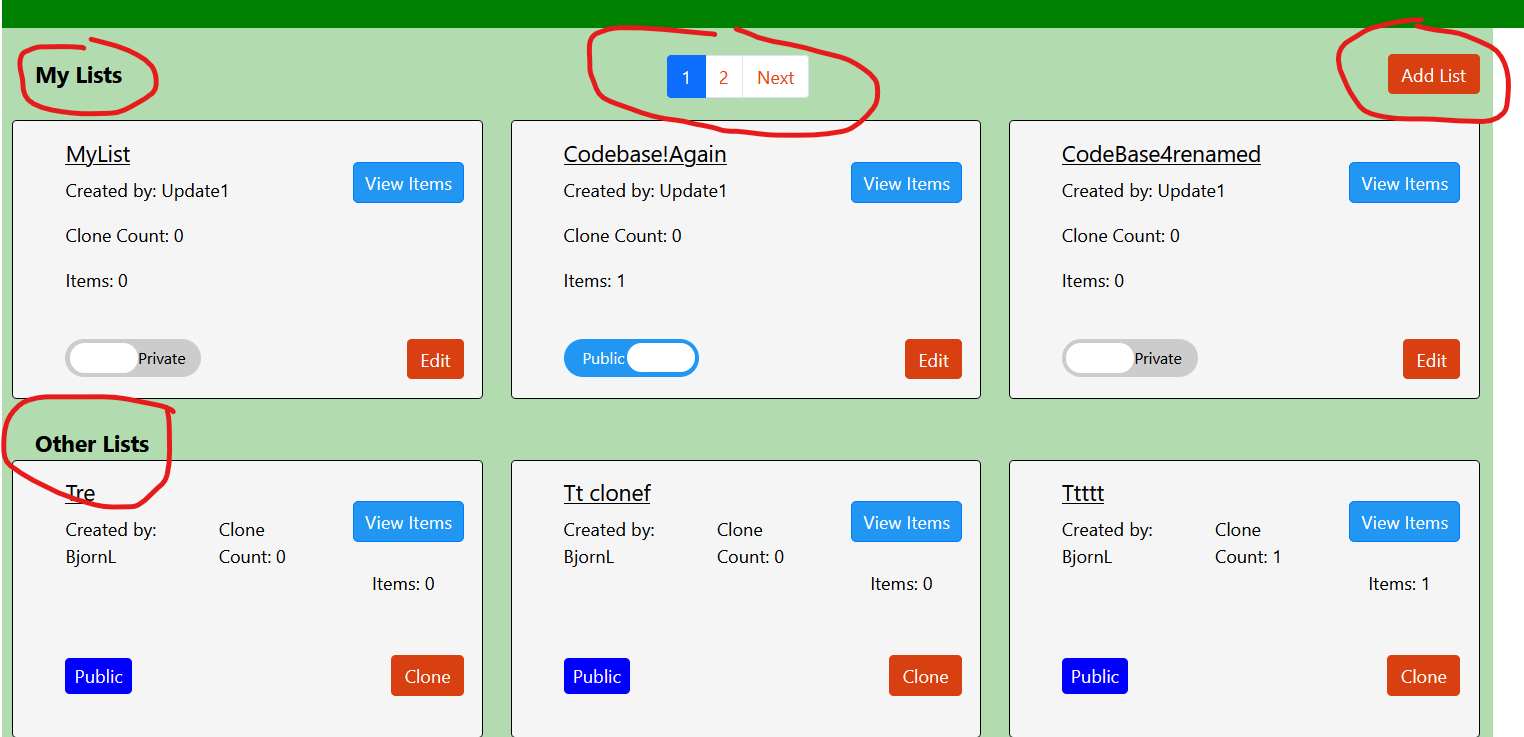 My Lists
1 2 Next
Add List
MyList
View Items
Created by: Update1
Clone Count: 0
Items: 0
Private
Edit
Codebase!Again
View Items
Created by: Update1
Clone Count: 0
Items: 1
Public
Edit
CodeBase4renamed
View Items
Created by: Update1
Clone Count: 0
Items: 0
Private
Edit
Other Lists
Tre
View Items
Created by:
BjornL
Clone
Count: 0
Items: 0
Public
Clone
Tt clonef
View Items
Created by:
BjornL
Clone
Count: 0
Items: 0
Public
Clone
Ttttt
View Items
Created by:
BjornL
Clone
Count: 1
Items: 1
Public
Clone